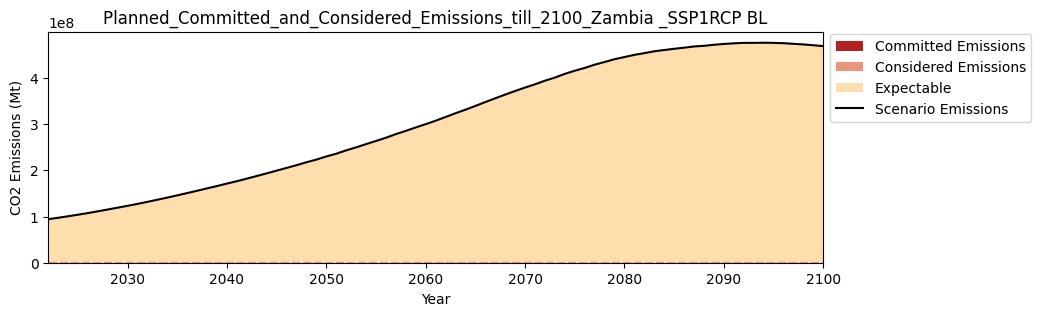 Planned_Committed_and_Considered_Emissions_till_2100_Zambia _SSP1RCP BL
1e8
4
3
2
1
0
CO2 Emissions (Mt)
2030 2040 2050 2060 2070 2080 2090 2100
Year
Committed Emissions
Considered Emissions
Expectable
Scenario Emissions